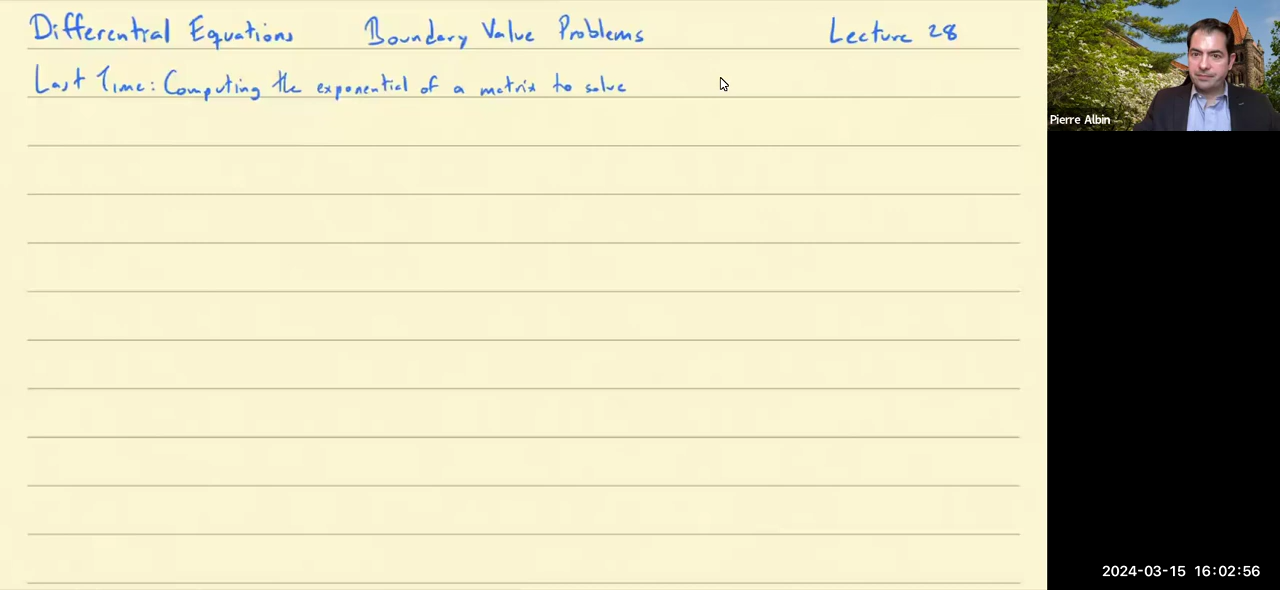 Differential Equations Boundary Value Problems Lecture 28
Last Time: Computing the exponential of a matrix to solve
Pierre Albin
2024-03-15 16:02:56